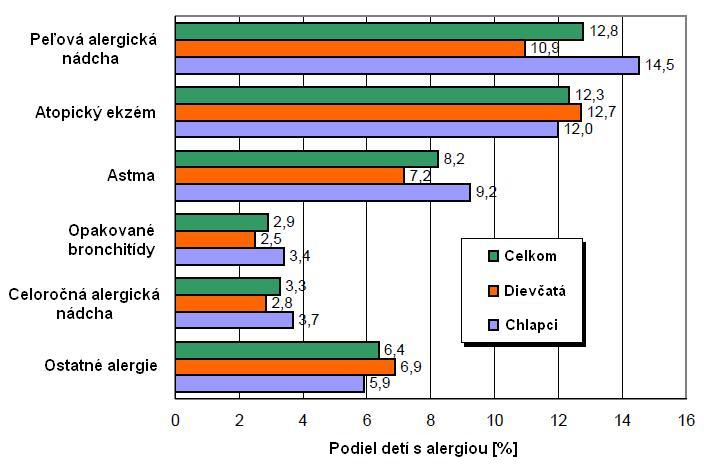 Peľová alergická
nádcha
12,8
10,9
14,5
Atopický ekzém
12,3
12,7
12,0
Astma
8,2
7,2
9,2
Opakované
bronchitídy
2,9
2,5
3,4
Celoročná alergická
nádcha
3,3
2,8
3,7
Ostatné alergie
6,4
6,9
5,9
Celkom
Dievčatá
Chlapci
0 2 4 6 8 10 12 14 16
Podiel detí s alergiou [%]